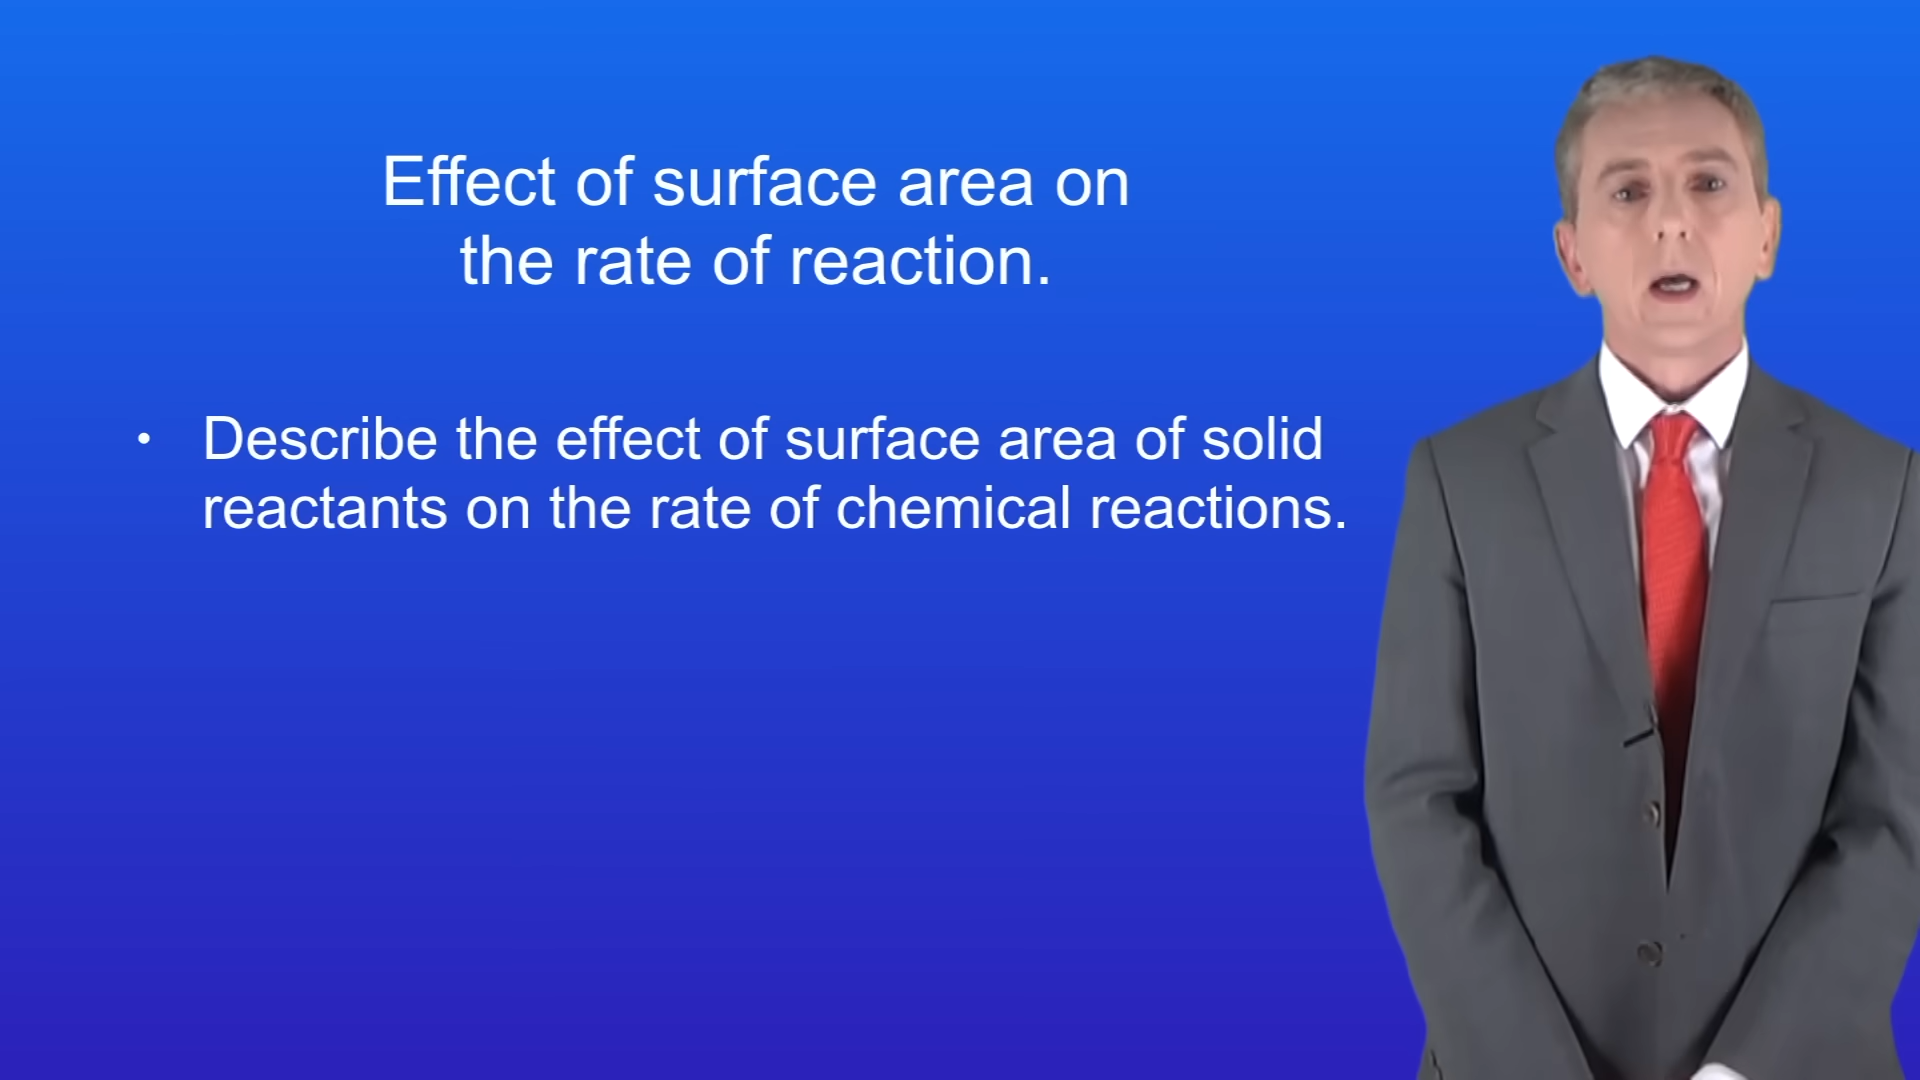 Effect of surface area on
the rate of reaction.
• Describe the effect of surface area of solid
reactants on the rate of chemical reactions.